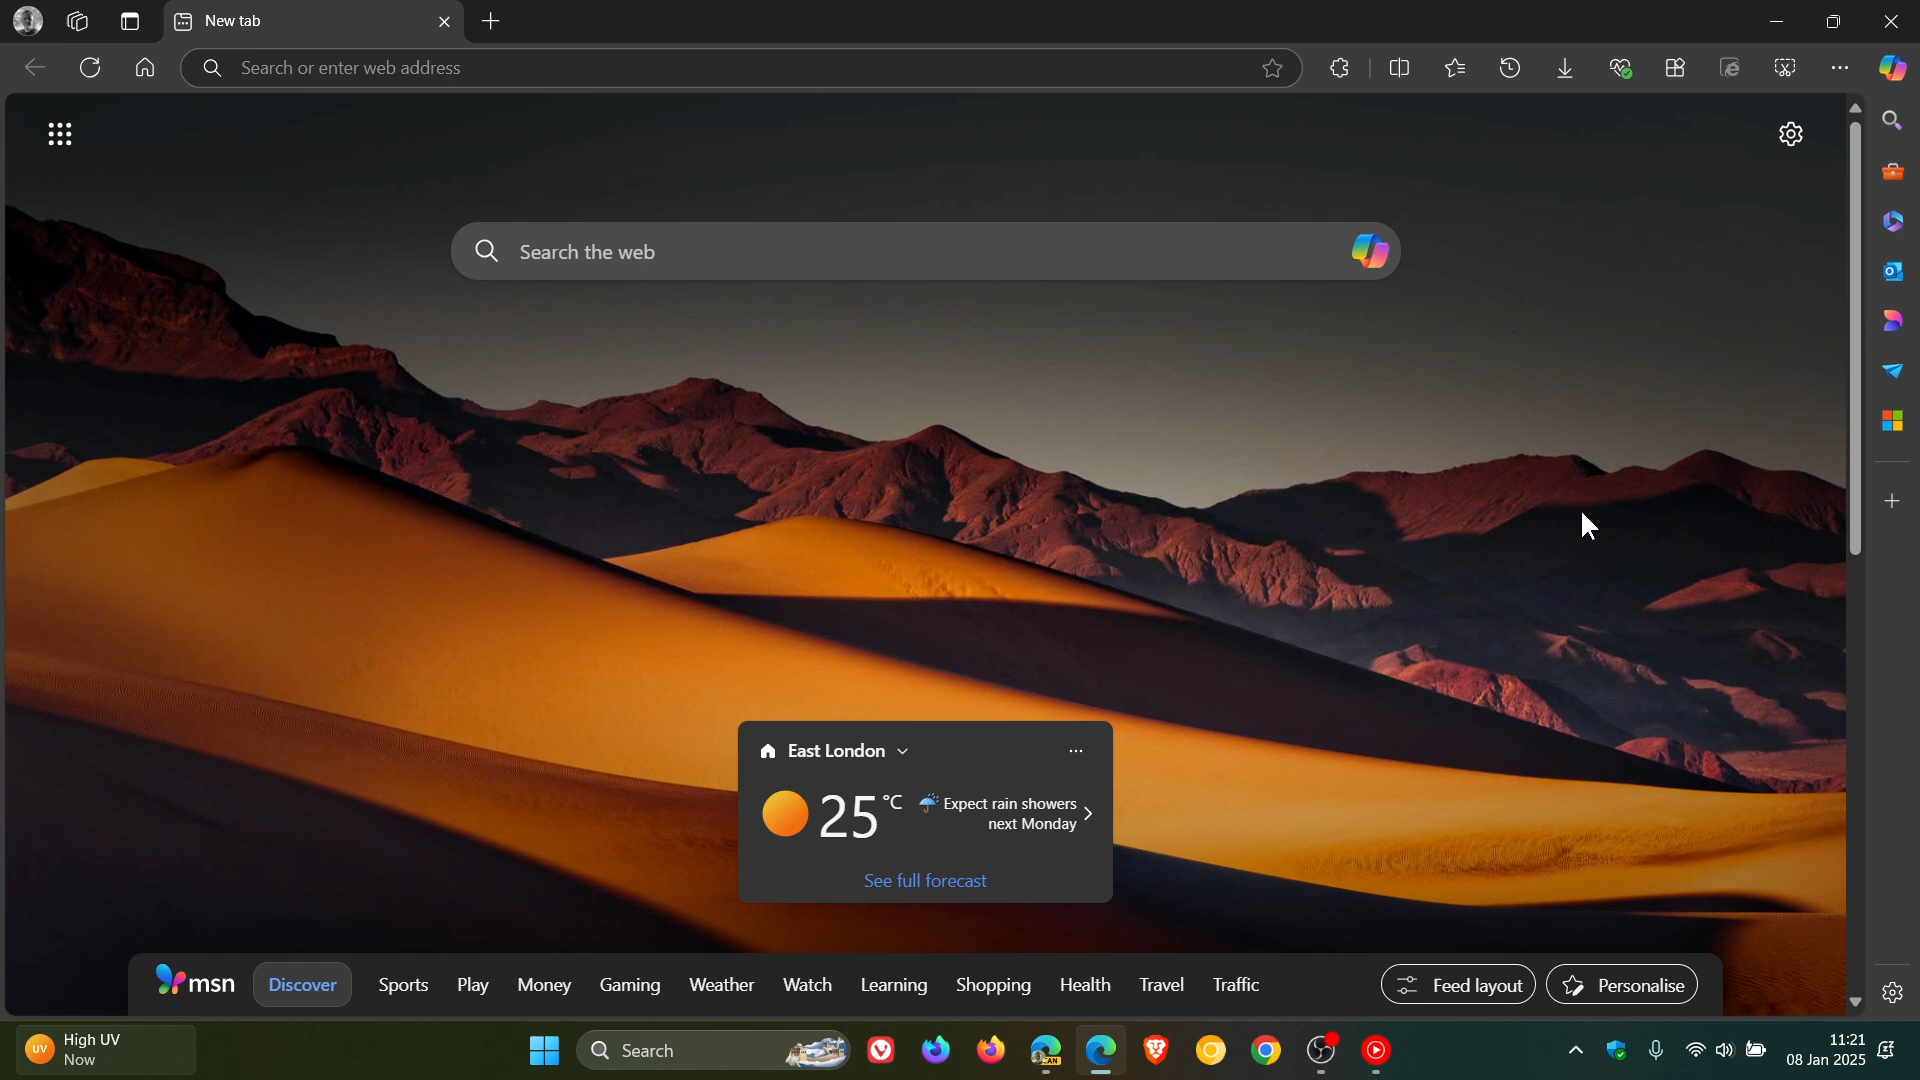 New tab
Search or enter web address
Search the web
East London
25 °C
Expect rain showers
next Monday
See full forecast
msn Discover Sports Play Money Gaming Weather Watch Learning Shopping Health Travel Traffic Feed layout Personalise
UV
High UV
Now
Search
CAN
11:21
08 Jan 2025